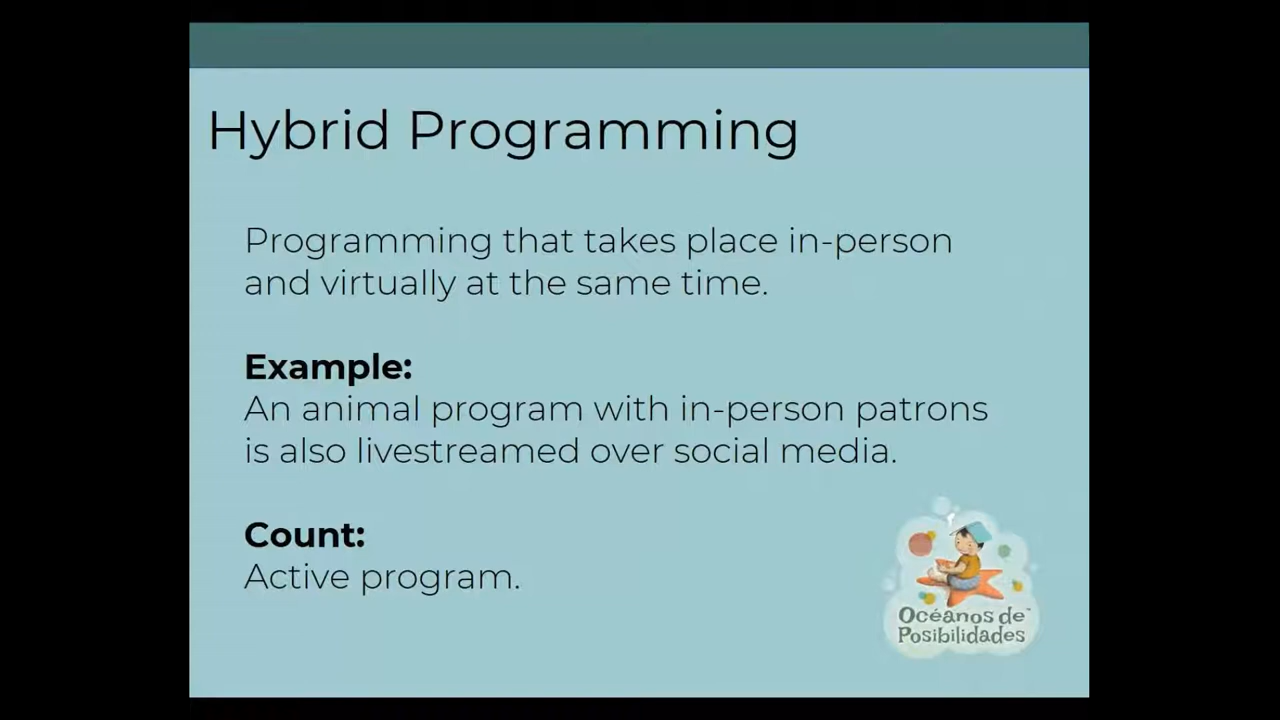 Hybrid Programming
Programming that takes place in-person
and virtually at the same time.
Example:
An animal program with in-person patrons
is also livestreamed over social media.
Count:
Active program.
Océanos de
Posibilidades